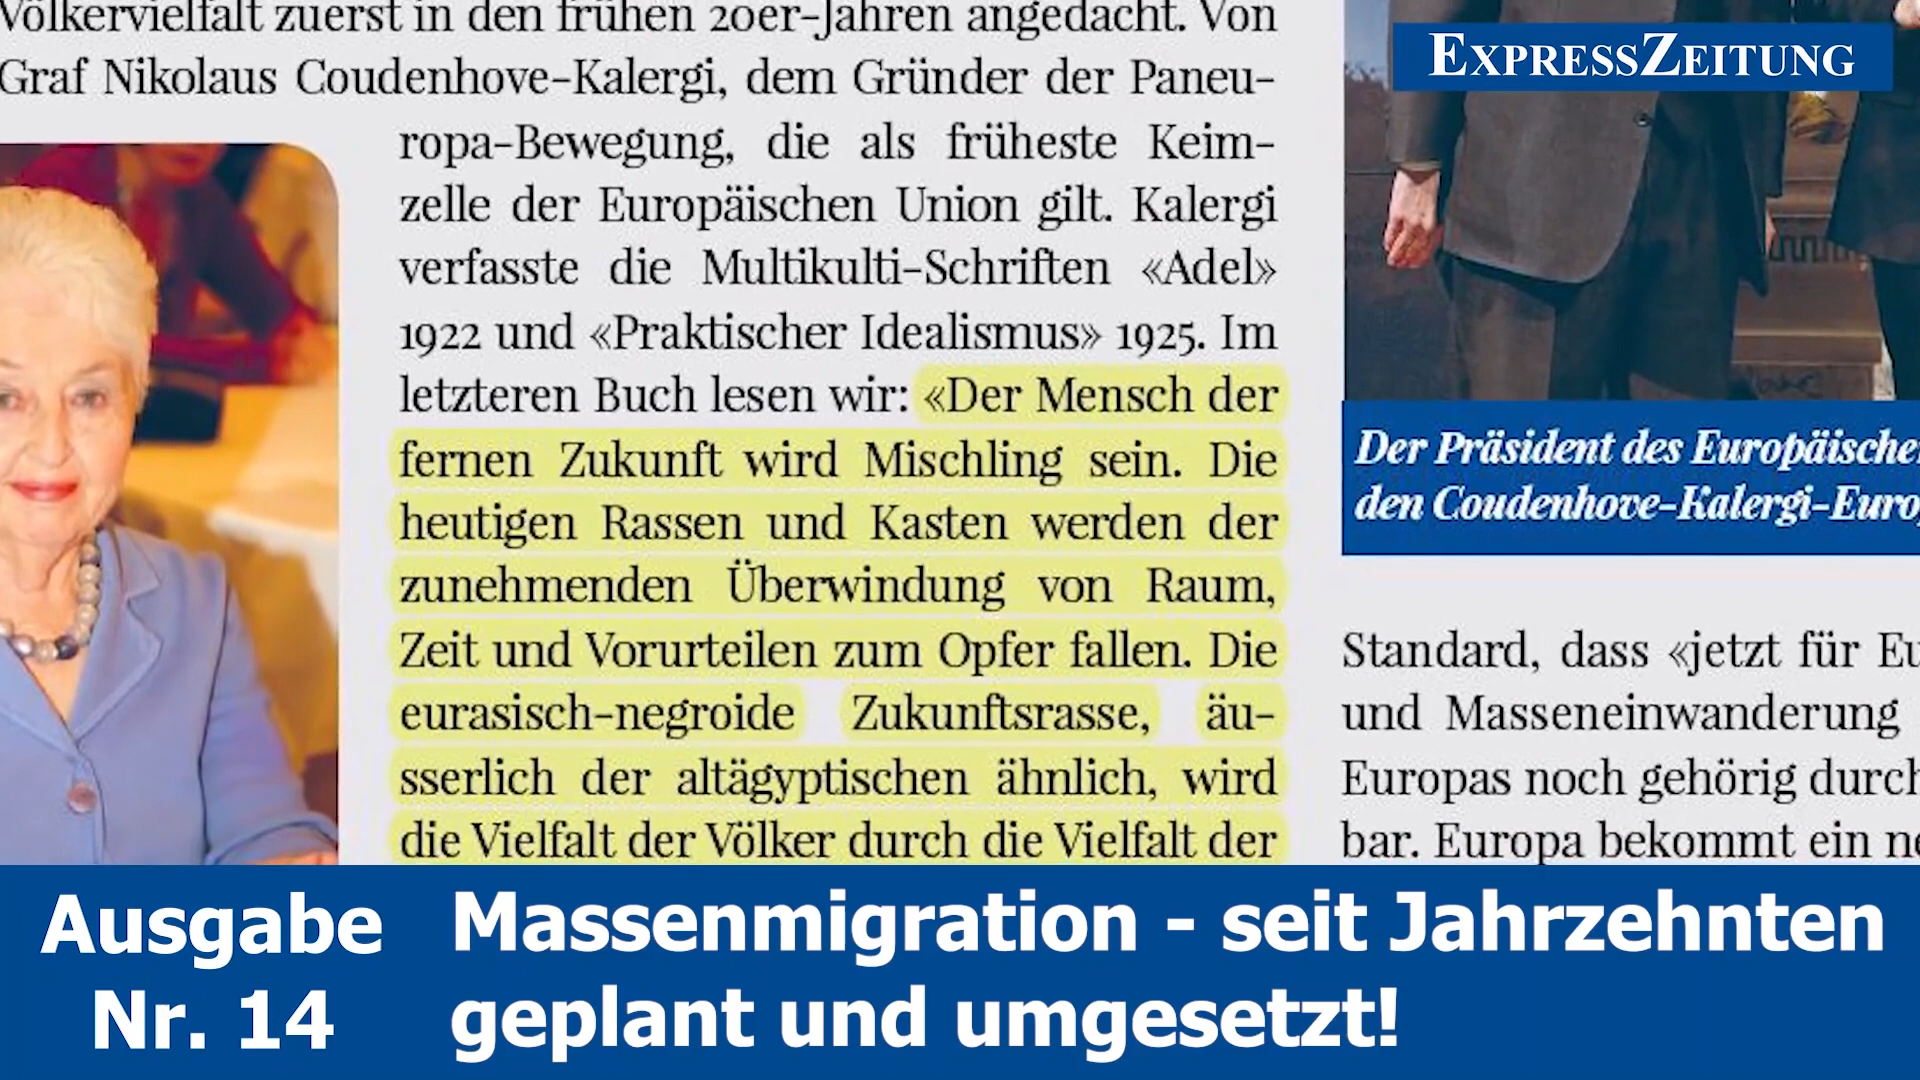 Völkervielfalt zuerst in den frühen 20er-Jahren angedacht. Von
Graf Nikolaus Coudenhove-Kalergi, dem Gründer der Paneu-
ropa-Bewegung, die als früheste Keim-
zelle der Europäischen Union gilt. Kalergi
verfasste die Multikulti-Schriften «Adel»
1922 und «Praktischer Idealismus» 1925. Im
letzteren Buch lesen wir: «Der Mensch der
fernen Zukunft wird Mischling sein. Die
heutigen Rassen und Kasten werden der
zunehmenden Überwindung von Raum,
Zeit und Vorurteilen zum Opfer fallen. Die
eurasisch-negroide Zukunftsrasse, äu-
sserlich der altägyptischen ähnlich, wird
die Vielfalt der Völker durch die Vielfalt der
EXPRESSZEITUNG
Der Präsident des Europäische
den Coudenhove-Kalergi-Euro
Standard, dass «jetzt für Eu
und Masseneinwanderung
Europas noch gehörig durch
bar. Europa bekommt ein ne
Ausgabe
Nr. 14
Massenmigration - seit Jahrzehnten
geplant und umgesetzt!